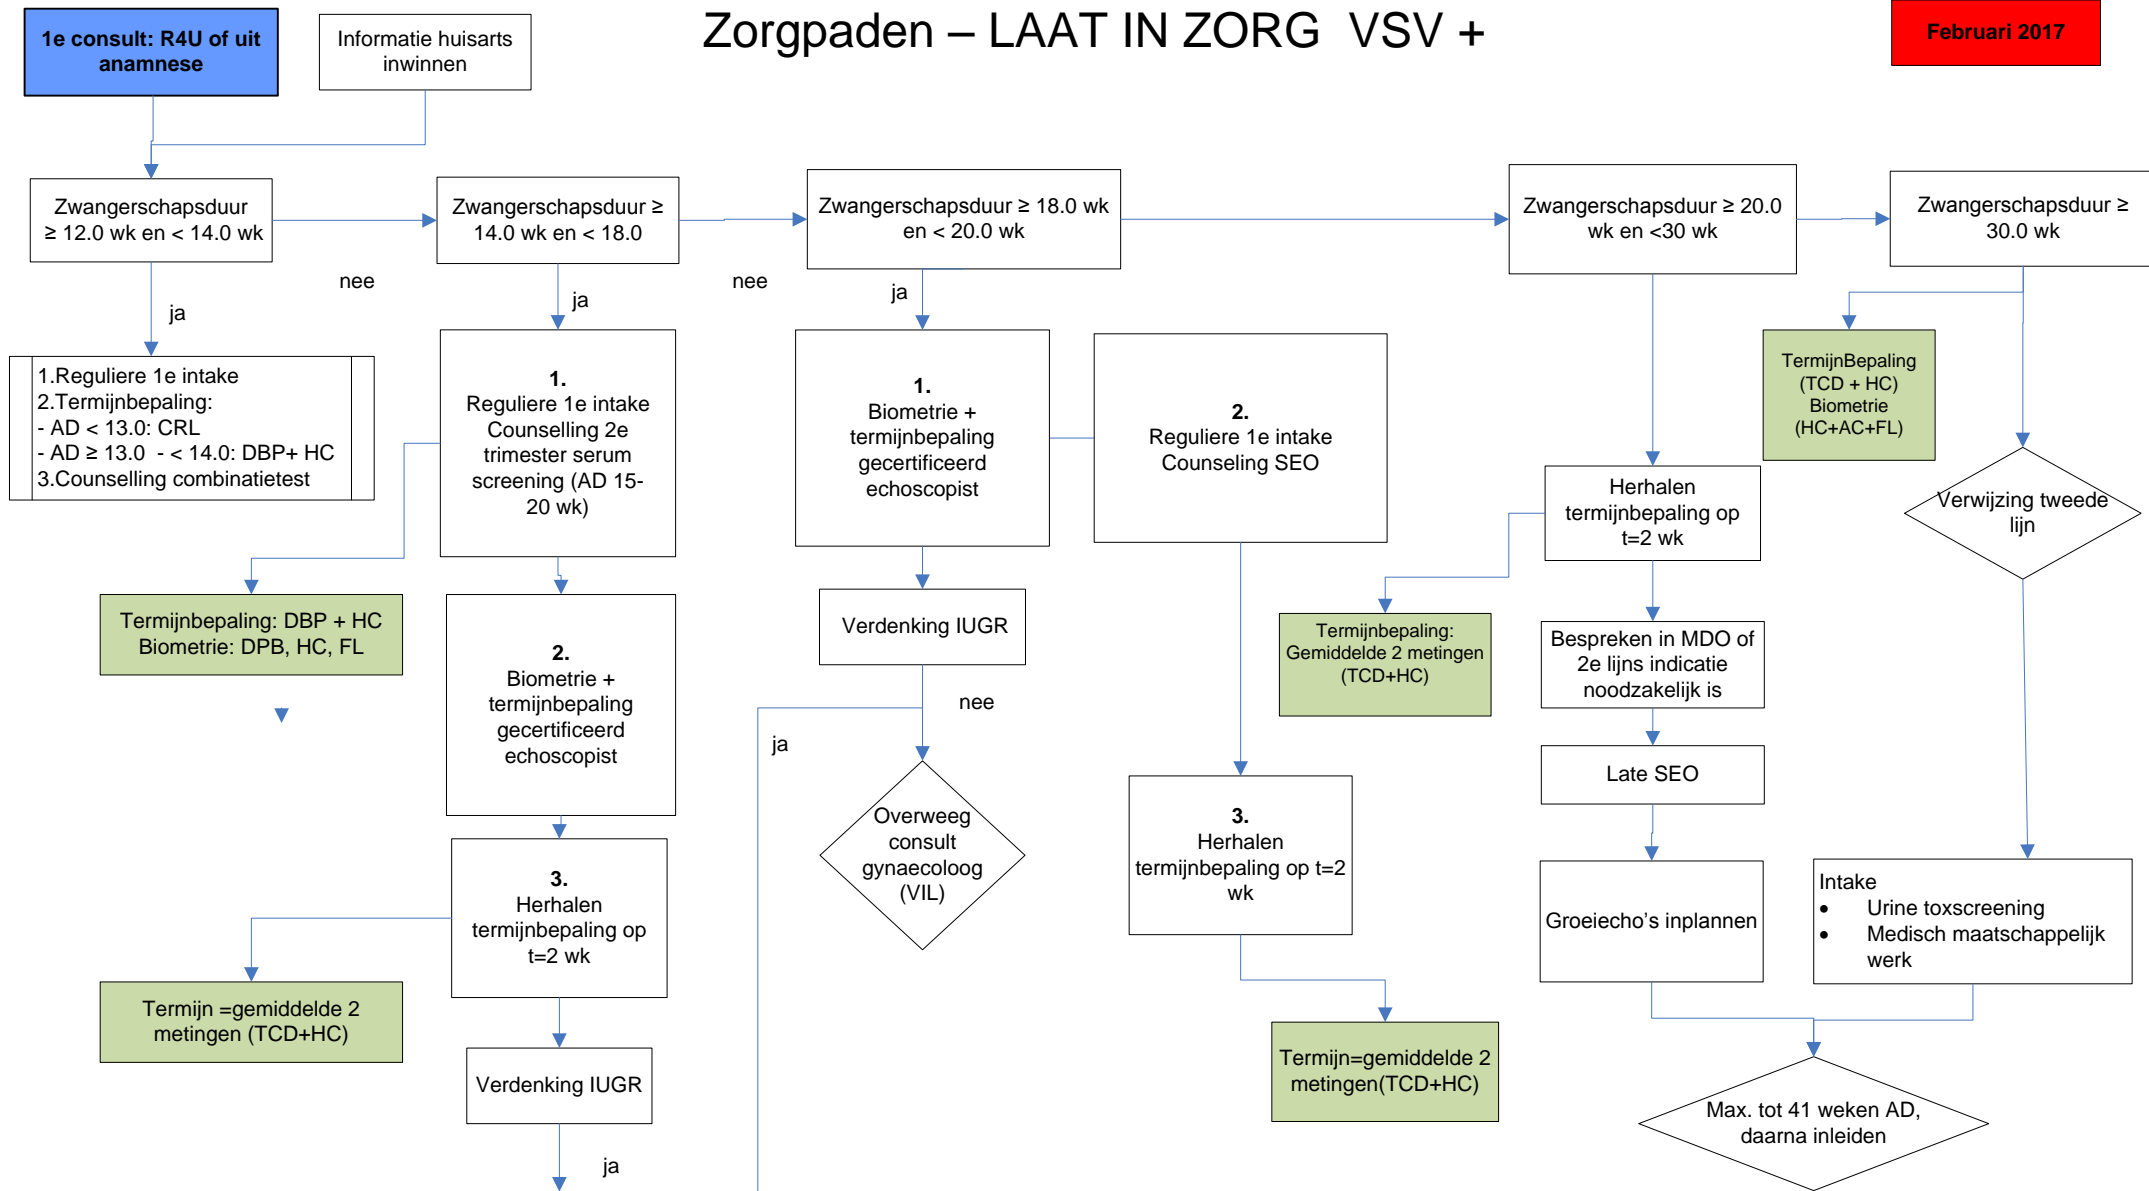 Zorgpaden – LAAT IN ZORG VSV +
Februari 2017
1e consult: R4U of uit
anamnese
Informatie huisarts
inwinnen
Zwangerschapsduur
≥ 12.0 wk en < 14.0 wk
nee
ja
Zwangerschapsduur ≥
14.0 wk en < 18.0
nee
ja
Zwangerschapsduur ≥ 18.0 wk
en < 20.0 wk
ja
Zwangerschapsduur ≥ 20.0
wk en <30 wk
Zwangerschapsduur ≥
30.0 wk
1.Reguliere 1e intake
2.Termijnbepaling:
- AD < 13.0: CRL
- AD ≥ 13.0 - < 14.0: DBP+ HC
3.Counselling combinatietest
1.
Reguliere 1e intake
Counselling 2e
trimester serum
screening (AD 15-
20 wk)
Termijnbepaling: DBP + HC
Biometrie: DPB, HC, FL
2.
Biometrie +
termijnbepaling
gecertificeerd
echoscopist
3.
Herhalen
termijnbepaling op
t=2 wk
Termijn =gemiddelde 2
metingen (TCD+HC)
Verdenking IUGR
ja
1.
Biometrie +
termijnbepaling
gecertificeerd
echoscopist
2.
Reguliere 1e intake
Counseling SEO
Verdenking IUGR
nee
ja
Overweeg
consult
gynaecoloog
(VIL)
3.
Herhalen
termijnbepaling op t=2
wk
Termijn=gemiddelde 2
metingen(TCD+HC)
Herhalen
termijnbepaling op
t=2 wk
Termijnbepaling:
Gemiddelde 2 metingen
(TCD+HC)
Bespreken in MDO of
2e lijns indicatie
noodzakelijk is
Late SEO
Groeiecho’s inplannen
TermijnBepaling
(TCD + HC)
Biometrie
(HC+AC+FL)
Verwijzing tweede
lijn
Intake
• Urine toxscreening
• Medisch maatschappelijk
werk
Max. tot 41 weken AD,
daarna inleiden